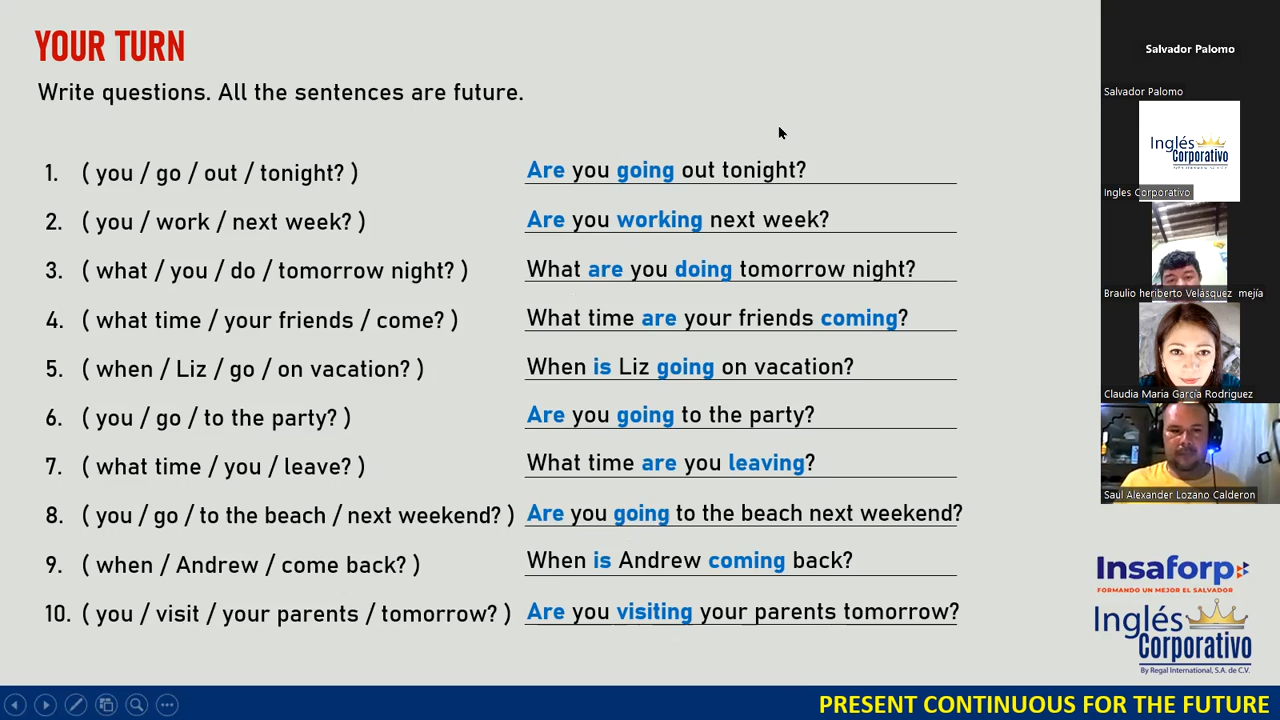 YOUR TURN
Write questions. All the sentences are future.
1. ( you / go / out / tonight? ) Are you going out tonight?
2. ( you / work / next week? ) Are you working next week?
3. ( what / you / do / tomorrow night? ) What are you doing tomorrow night?
4. ( what time / your friends / come? ) What time are your friends coming?
5. ( when / Liz / go / on vacation? ) When is Liz going on vacation?
6. ( you / go / to the party? ) Are you going to the party?
7. ( what time / you / leave? ) What time are you leaving?
8. ( you / go / to the beach / next weekend? ) Are you going to the beach next weekend?
9. ( when / Andrew / come back? ) When is Andrew coming back?
10. ( you / visit / your parents / tomorrow? ) Are you visiting your parents tomorrow?
PRESENT CONTINUOUS FOR THE FUTURE
Salvador Palomo
Salvador Palomo
Inglés
Corporativo
Ingles Corporativo
Braulio heriberto Velásquez mejía
Claudia Maria García Rodriguez
Saul Alexander Lozano Calderon
Insaforp
FORMANDO UN MEJOR EL SALVADOR
Inglés
Corporativo
By Regal International, S.A. de C.V.